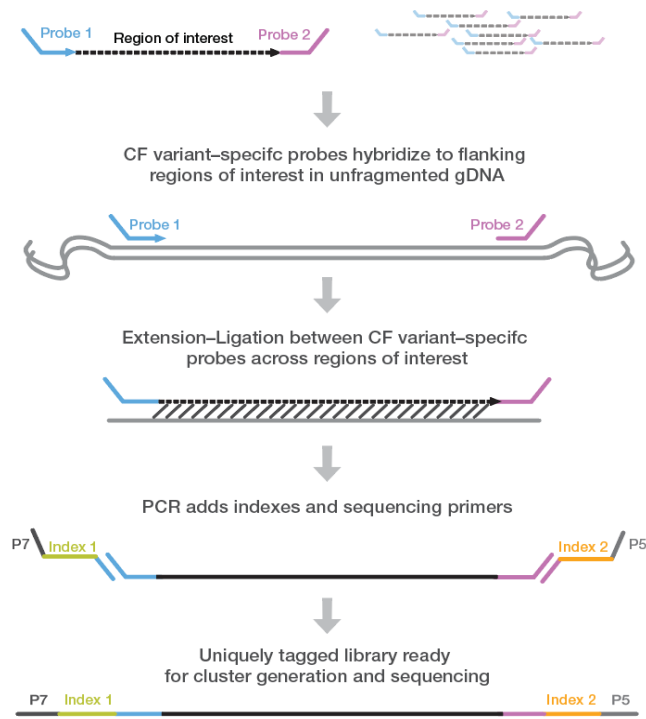 Probe 1 Region of interest Probe 2
CF variant–specifc probes hybridize to flanking
regions of interest in unfragmented gDNA
Probe 1 Probe 2
Extension–Ligation between CF variant–specifc
probes across regions of interest
PCR adds indexes and sequencing primers
P7 Index 1 Index 2 P5
Uniquely tagged library ready
for cluster generation and sequencing
P7 Index 1 Index 2 P5